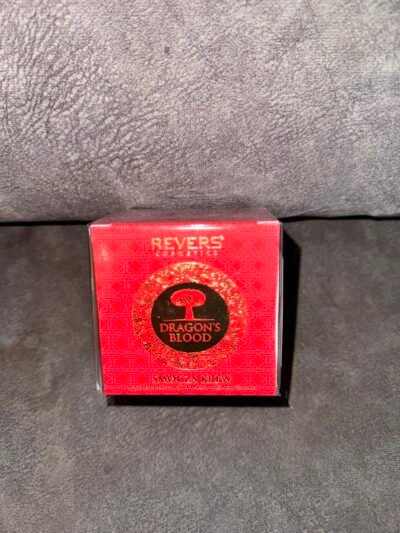 REVERS®
COSMETICS
DRAGON'S
BLOOD
SMOCZA KREW